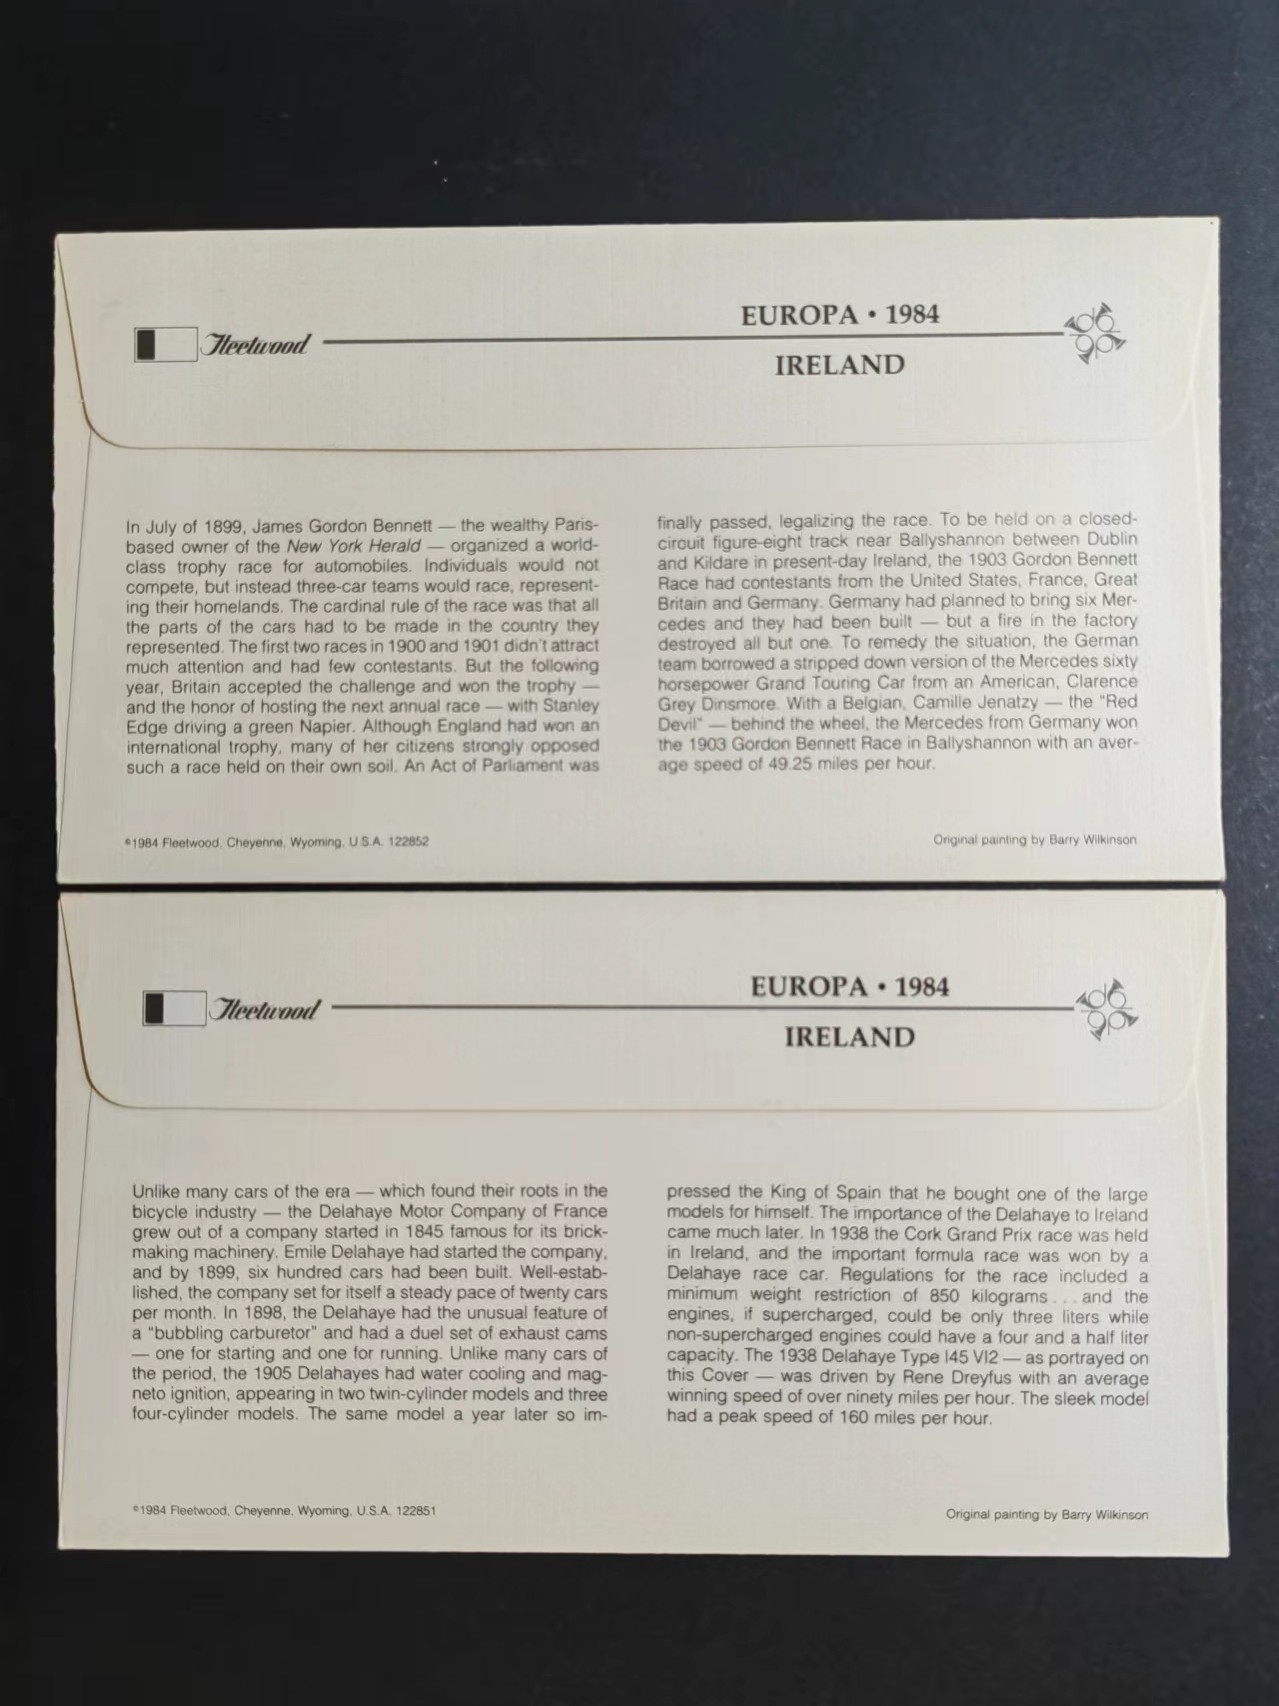 Fleetwood
EUROPA • 1984
IRELAND
In July of 1899, James Gordon Bennett — the wealthy Paris-
based owner of the New York Herald — organized a world-
class trophy race for automobiles. Individuals would not
compete, but instead three-car teams would race, represent-
ing their homelands. The cardinal rule of the race was that all
the parts of the cars had to be made in the country they
represented. The first two races in 1900 and 1901 didn't attract
much attention and had few contestants. But the following
year, Britain accepted the challenge and won the trophy —
and the honor of hosting the next annual race — with Stanley
Edge driving a green Napier. Although England had won an
international trophy, many of her citizens strongly opposed
such a race held on their own soil. An Act of Parliament was
finally passed, legalizing the race. To be held on a closed-
circuit figure-eight track near Ballyshannon between Dublin
and Kildare in present-day Ireland, the 1903 Gordon Bennett
Race had contestants from the United States, France, Great
Britain and Germany. Germany had planned to bring six Mer-
cedes and they had been built — but a fire in the factory
destroyed all but one. To remedy the situation, the German
team borrowed a stripped down version of the Mercedes sixty
horsepower Grand Touring Car from an American, Clarence
Grey Dinsmore. With a Belgian, Camille Jenatzy — the "Red
Devil" — behind the wheel, the Mercedes from Germany won
the 1903 Gordon Bennett Race in Ballyshannon with an aver-
age speed of 49.25 miles per hour.
©1984 Fleetwood, Cheyenne, Wyoming, U.S.A. 122852
Original painting by Barry Wilkinson
Fleetwood
EUROPA • 1984
IRELAND
Unlike many cars of the era — which found their roots in the
bicycle industry — the Delahaye Motor Company of France
grew out of a company started in 1845 famous for its brick-
making machinery. Emile Delahaye had started the company,
and by 1899, six hundred cars had been built. Well-estab-
lished, the company set for itself a steady pace of twenty cars
per month. In 1898, the Delahaye had the unusual feature of
a "bubbling carburetor" and had a duel set of exhaust cams
— one for starting and one for running. Unlike many cars of
the period, the 1905 Delahayes had water cooling and mag-
neto ignition, appearing in two twin-cylinder models and three
four-cylinder models. The same model a year later so im-
pressed the King of Spain that he bought one of the large
models for himself. The importance of the Delahaye to Ireland
came much later. In 1938 the Cork Grand Prix race was held
in Ireland, and the important formula race was won by a
Delahaye race car. Regulations for the race included a
minimum weight restriction of 850 kilograms . . . and the
engines, if supercharged, could be only three liters while
non-supercharged engines could have a four and a half liter
capacity. The 1938 Delahaye Type I45 VI2 — as portrayed on
this Cover — was driven by Rene Dreyfus with an average
winning speed of over ninety miles per hour. The sleek model
had a peak speed of 160 miles per hour.
©1984 Fleetwood, Cheyenne, Wyoming, U.S.A. 122851
Original painting by Barry Wilkinson